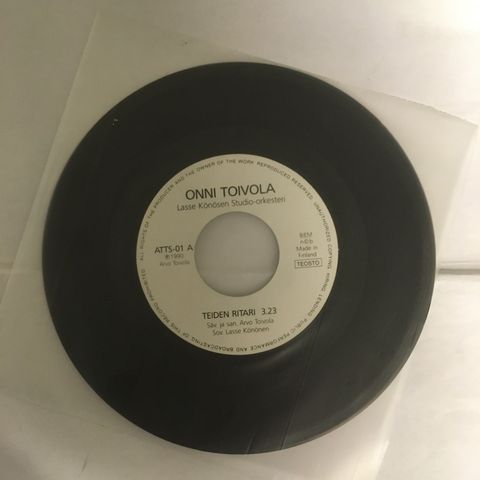 ALL RIGHTS OF THE PRODUCER AND THE OWNER OF THE WORK REPRODUCED RESERVED. UNAUTHORIZED COPYING, HIRING, LENDING, PUBLIC PERFORMANCE AND BROADCASTING OF THIS RECORD PROHIBITED.
ONNI TOIVOLA
Lasse Könösen Studio-orkesteri
ATTS-01 A
℗ 1990
Arvo Toivola
BIEM
n©b
Made in
Finland
TEOSTO
TEIDEN RITARI 3.23
Säv. ja san. Arvo Toivola
Sov. Lasse Könönen